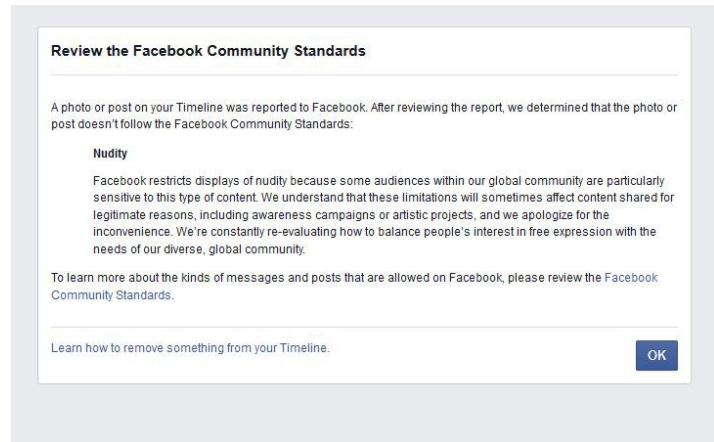 Review the Facebook Community Standards
A photo or post on your Timeline was reported to Facebook. After reviewing the report, we determined that the photo or
post doesn't follow the Facebook Community Standards:
Nudity
Facebook restricts displays of nudity because some audiences within our global community are particularly
sensitive to this type of content. We understand that these limitations will sometimes affect content shared for
legitimate reasons, including awareness campaigns or artistic projects, and we apologize for the
inconvenience. We're constantly re-evaluating how to balance people's interest in free expression with the
needs of our diverse, global community.
To learn more about the kinds of messages and posts that are allowed on Facebook, please review the Facebook
Community Standards.
Learn how to remove something from your Timeline.
OK